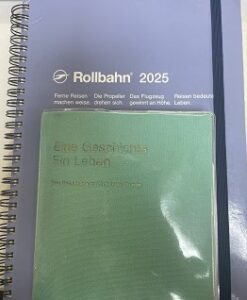 Rollbahn® 2025
Ferne Reisen Die Propeller Das Flugzeug Reisen bedeutet
machen weise. drehen sich. gewinnt an Höhe. Leben.
Eine Geschichte
Ein Leben